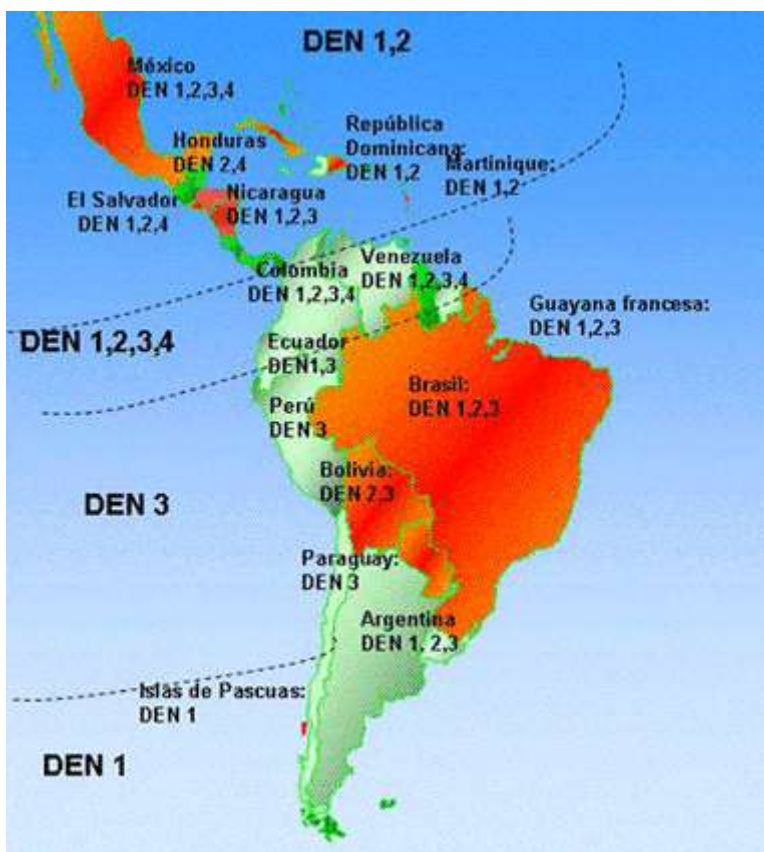 DEN 1,2
México
DEN 1,2,3,4
Honduras
DEN 2,4
República
Dominicana:
DEN 1,2
Martinique:
DEN 1,2
El Salvador
DEN 1,2,4
Nicaragua
DEN 1,2,3
Colombia
DEN 1,2,3,4
Venezuela
DEN 1,2,3,4
Guayana francesa:
DEN 1,2,3
DEN 1,2,3,4
Ecuador
DEN1,3
Brasil:
DEN 1,2,3
Perú
DEN 3
Bolivia:
DEN 2,3
DEN 3
Paraguay:
DEN 3
Argentina
DEN 1. 2,3
Islas de Pascuas:
DEN 1
DEN 1